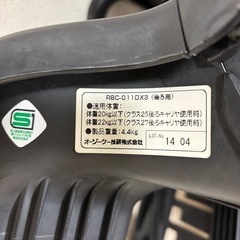 RBC-011DX3 (後ろ用)
●適用体重:
体重20kg以下(クラス25後ろキャリヤ使用時)
体重22kg以下(クラス27後ろキャリヤ使用時)
●製品重量:4.4kg
オージーケー技研株式会社
LOT.No
14 04